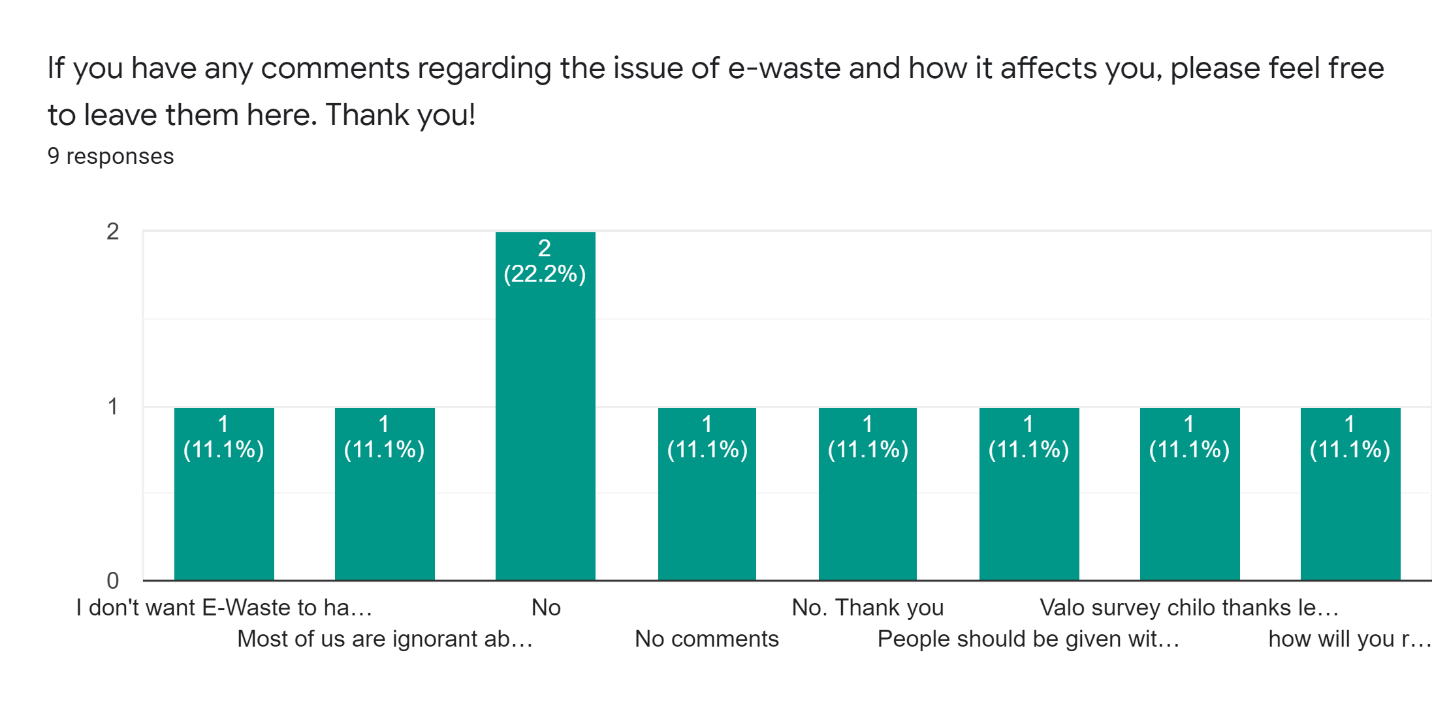 If you have any comments regarding the issue of e-waste and how it affects you, please feel free
to leave them here. Thank you!
9 responses
2
1
0
1
(11.1%)
1
(11.1%)
2
(22.2%)
1
(11.1%)
1
(11.1%)
1
(11.1%)
1
(11.1%)
1
(11.1%)
I don't want E-Waste to ha…
Most of us are ignorant ab…
No
No comments
No. Thank you
People should be given wit…
Valo survey chilo thanks le…
how will you r…